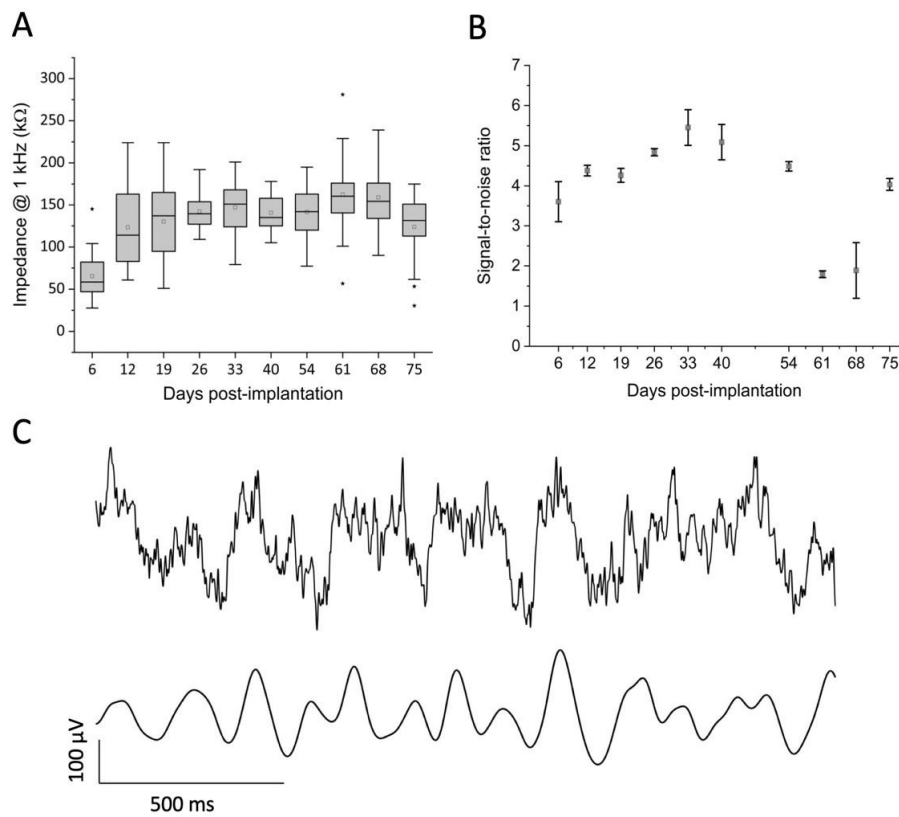 A
Impedance @ 1 kHz (kΩ)
300
250
200
150
100
50
0
6 12 19 26 33 40 54 61 68 75
Days post-implantation
B
Signal-to-noise ratio
7
6
5
4
3
2
1
0
6 12 19 26 33 40 54 61 68 75
Days post-implantation
C
100 μV
500 ms